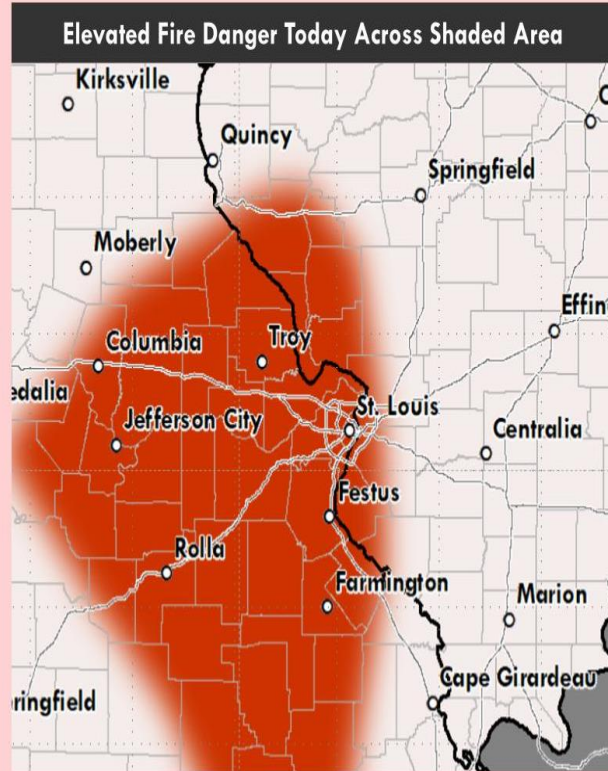 Elevated Fire Danger Today Across Shaded Area
Kirksville
Quincy
Springfield
Moberly
Effin
Columbia
Troy
edalia
St. Louis
Jefferson City
Centralia
Festus
Rolla
Farmington
Marion
Cape Girardeau
ringfield